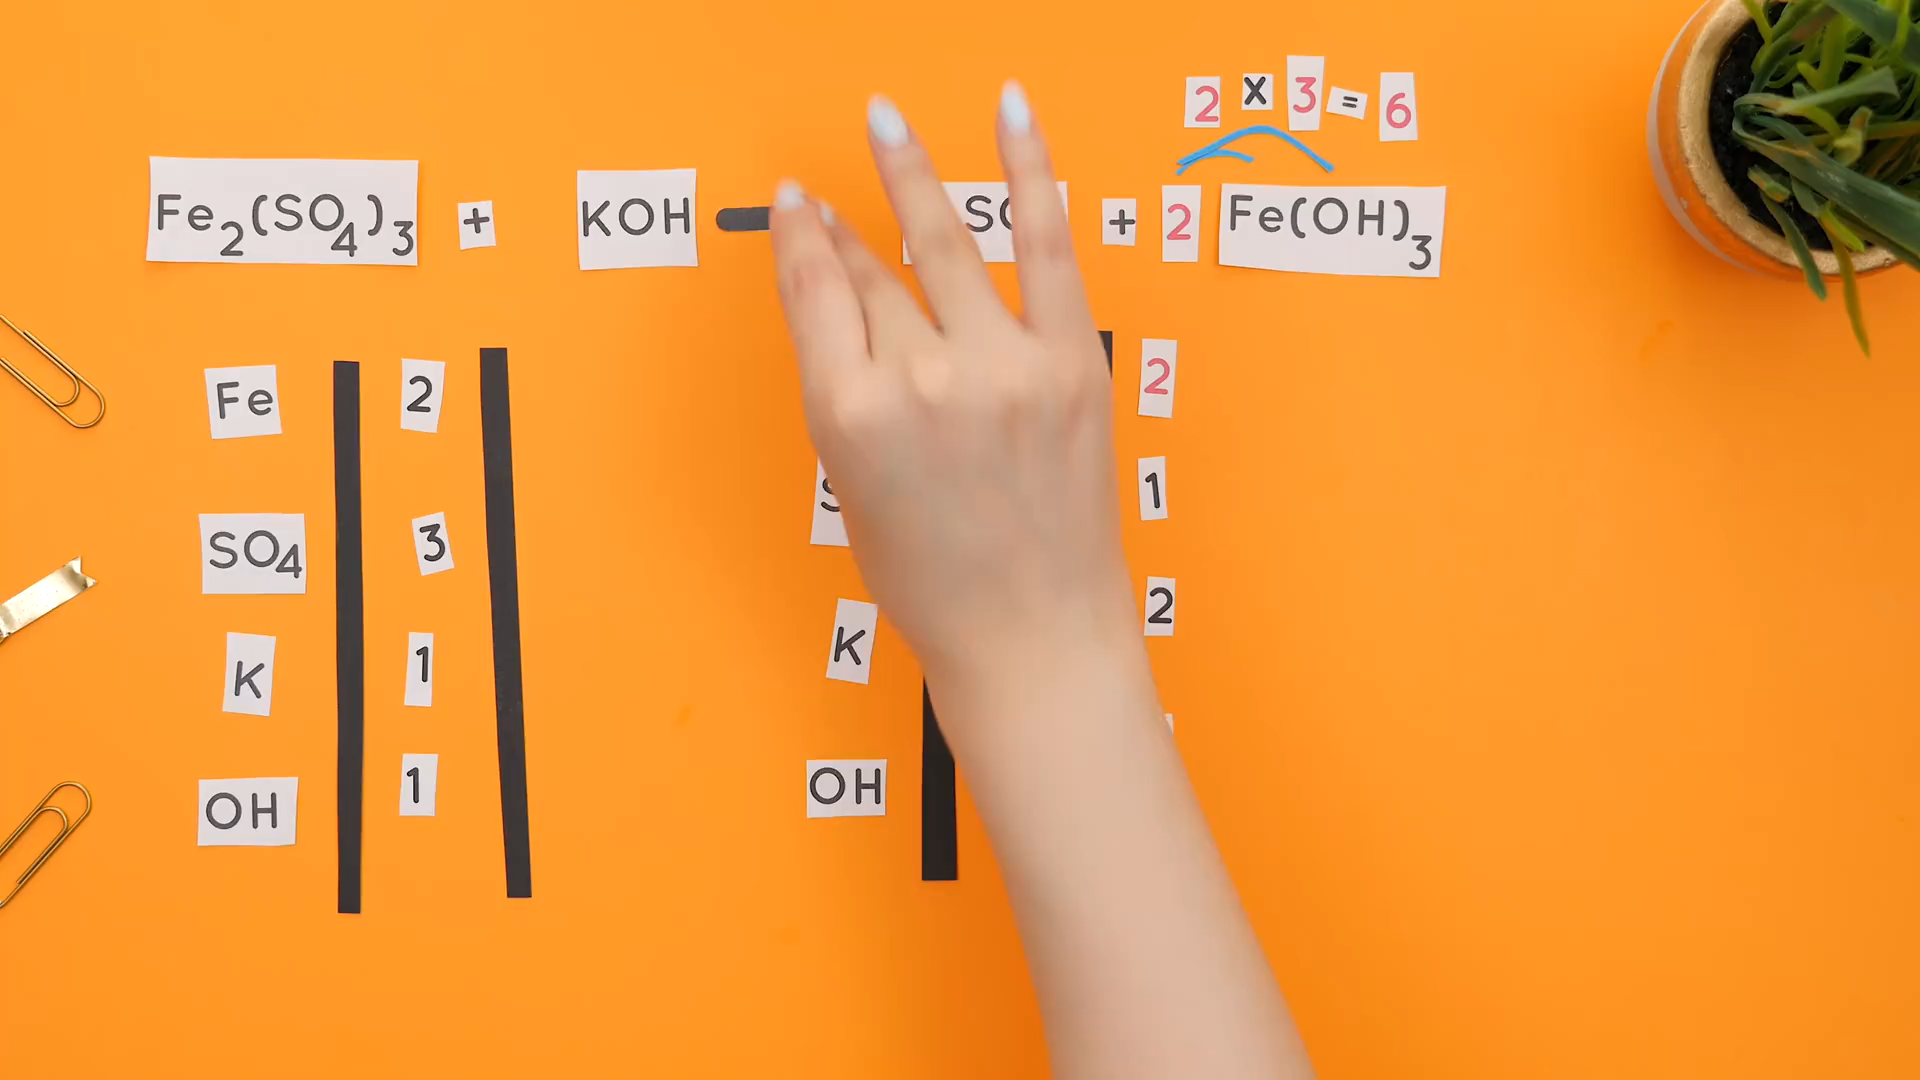 2 x 3 = 6
Fe₂(SO₄)₃ + KOH SO + 2 Fe(OH)₃
Fe 2 2
SO₄ 3 1
K 1 K 2
OH 1 OH